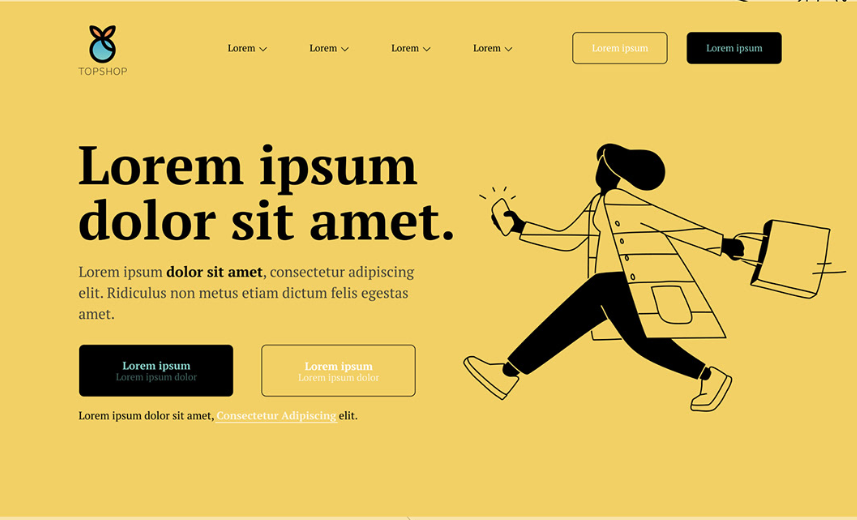 TOPSHOP
Lorem
Lorem
Lorem
Lorem
Lorem ipsum
Lorem ipsum
Lorem ipsum
dolor sit amet.
Lorem ipsum dolor sit amet, consectetur adipiscing
elit. Ridiculus non metus etiam dictum felis egestas
amet.
Lorem ipsum
Lorem ipsum dolor
Lorem ipsum
Lorem ipsum dolor
Lorem ipsum dolor sit amet, Consectetur Adipiscing elit.